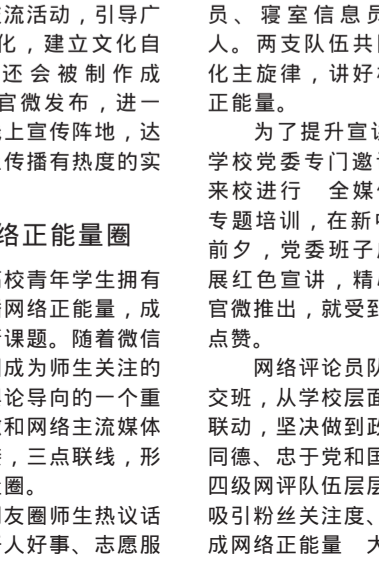 流活动，引导广
化，建立文化自
还会被制作成
官微发布，进一
上宣传阵地，达
传播有热度的实
络正能量圈
高校青年学生拥有
网络正能量，成
课题。随着微信
成为师生关注的
论导向的一个重
和网络主流媒体
，三点联线，形
圈。
友圈师生热议话
人好事、志愿服
员、寝室信息员
人。两支队伍共
化主旋律，讲好
正能量。
为了提升宣讲
学校党委专门邀
来校进行 全媒
专题培训，在新
前夕，党委班子
展红色宣讲，精
官微推出，就受到
点赞。
网络评论员队
交班，从学校层面
联动，坚决做到政
同德、忠于党和国
四级网评队伍层层
吸引粉丝关注度、
成网络正能量 大